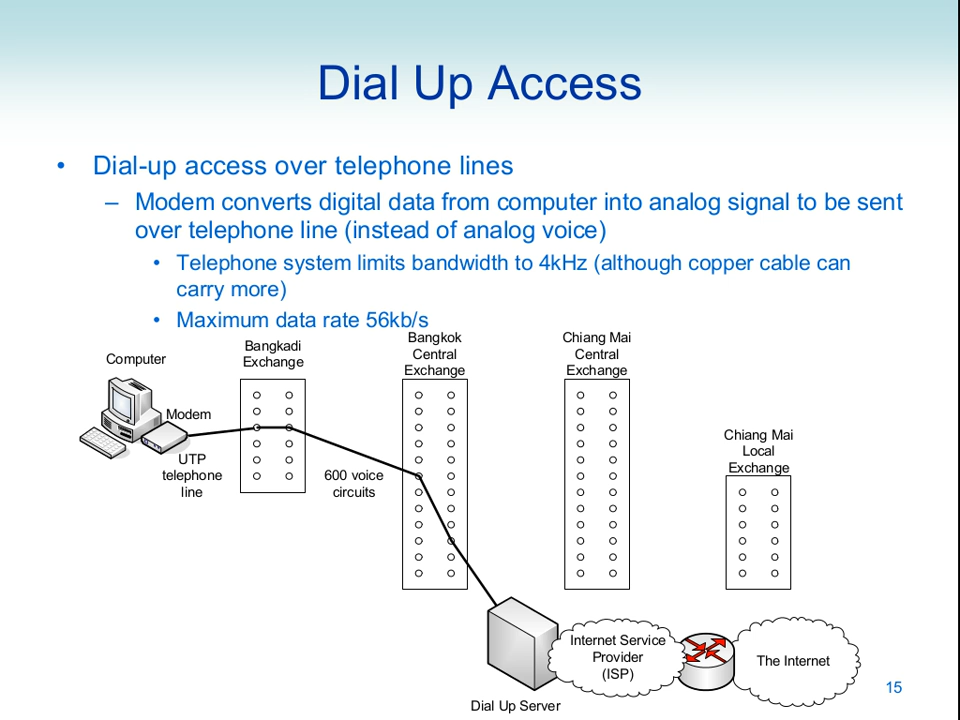 Dial Up Access
• Dial-up access over telephone lines
– Modem converts digital data from computer into analog signal to be sent
over telephone line (instead of analog voice)
• Telephone system limits bandwidth to 4kHz (although copper cable can
carry more)
• Maximum data rate 56kb/s
Computer
Modem
UTP
telephone
line
Bangkadi
Exchange
600 voice
circuits
Bangkok
Central
Exchange
Chiang Mai
Central
Exchange
Chiang Mai
Local
Exchange
Dial Up Server
Internet Service
Provider
(ISP)
The Internet
15